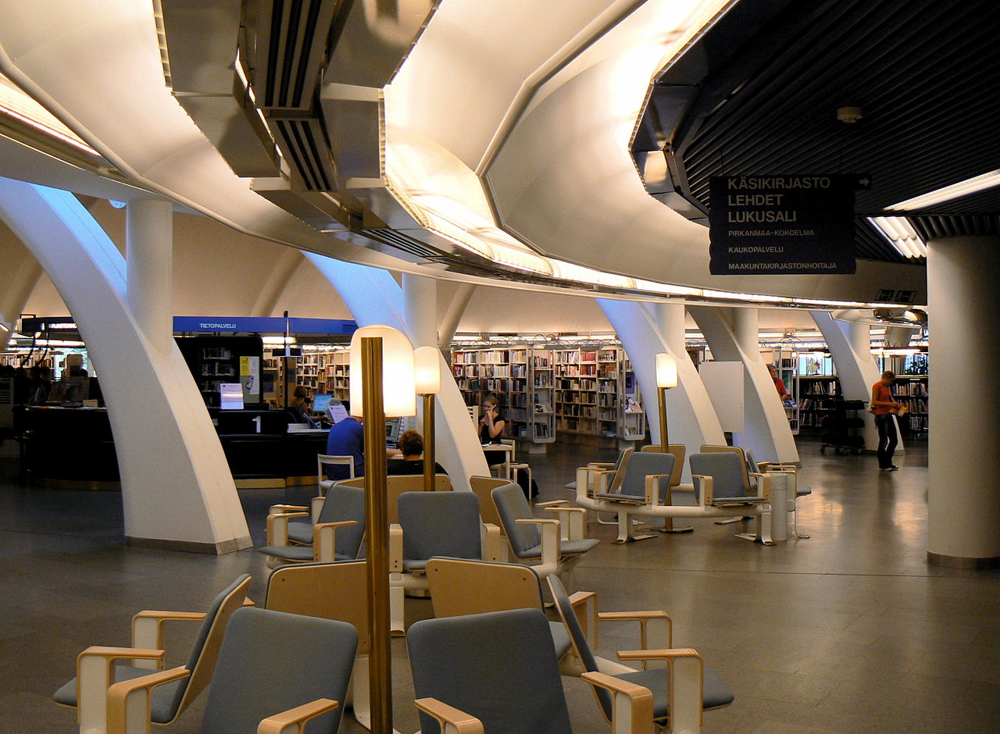 KÄSIKIRJASTO
LEHDET
LUKUSALI
PIRKANMAA-KOKOELMA
KAUKOPALVELU
MAAKUNTAKIRJASTONHOITAJA
TIETOPALVELU
1